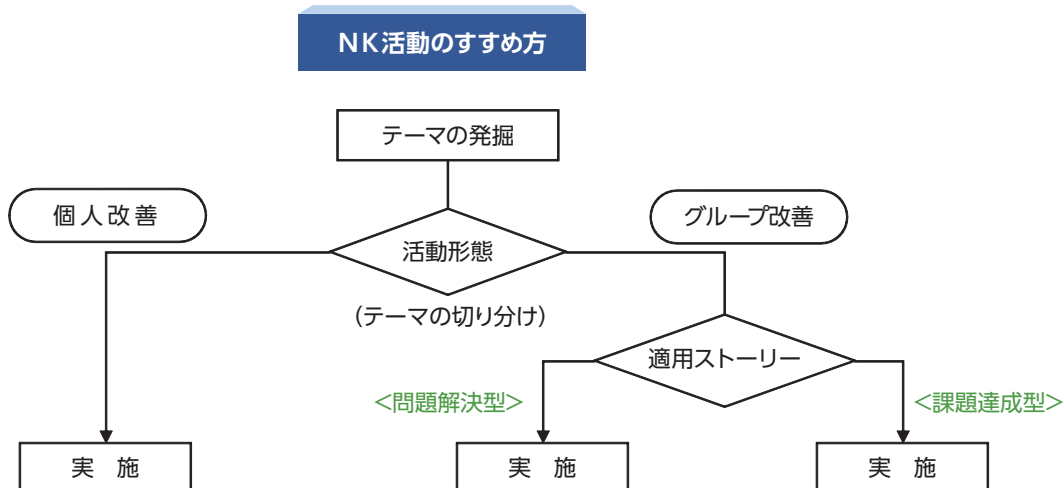 NK活動のすすめ方
テーマの発掘
個人改善
グループ改善
活動形態
(テーマの切り分け)
適用ストーリー
<問題解決型>
<課題達成型>
実 施
実 施
実 施